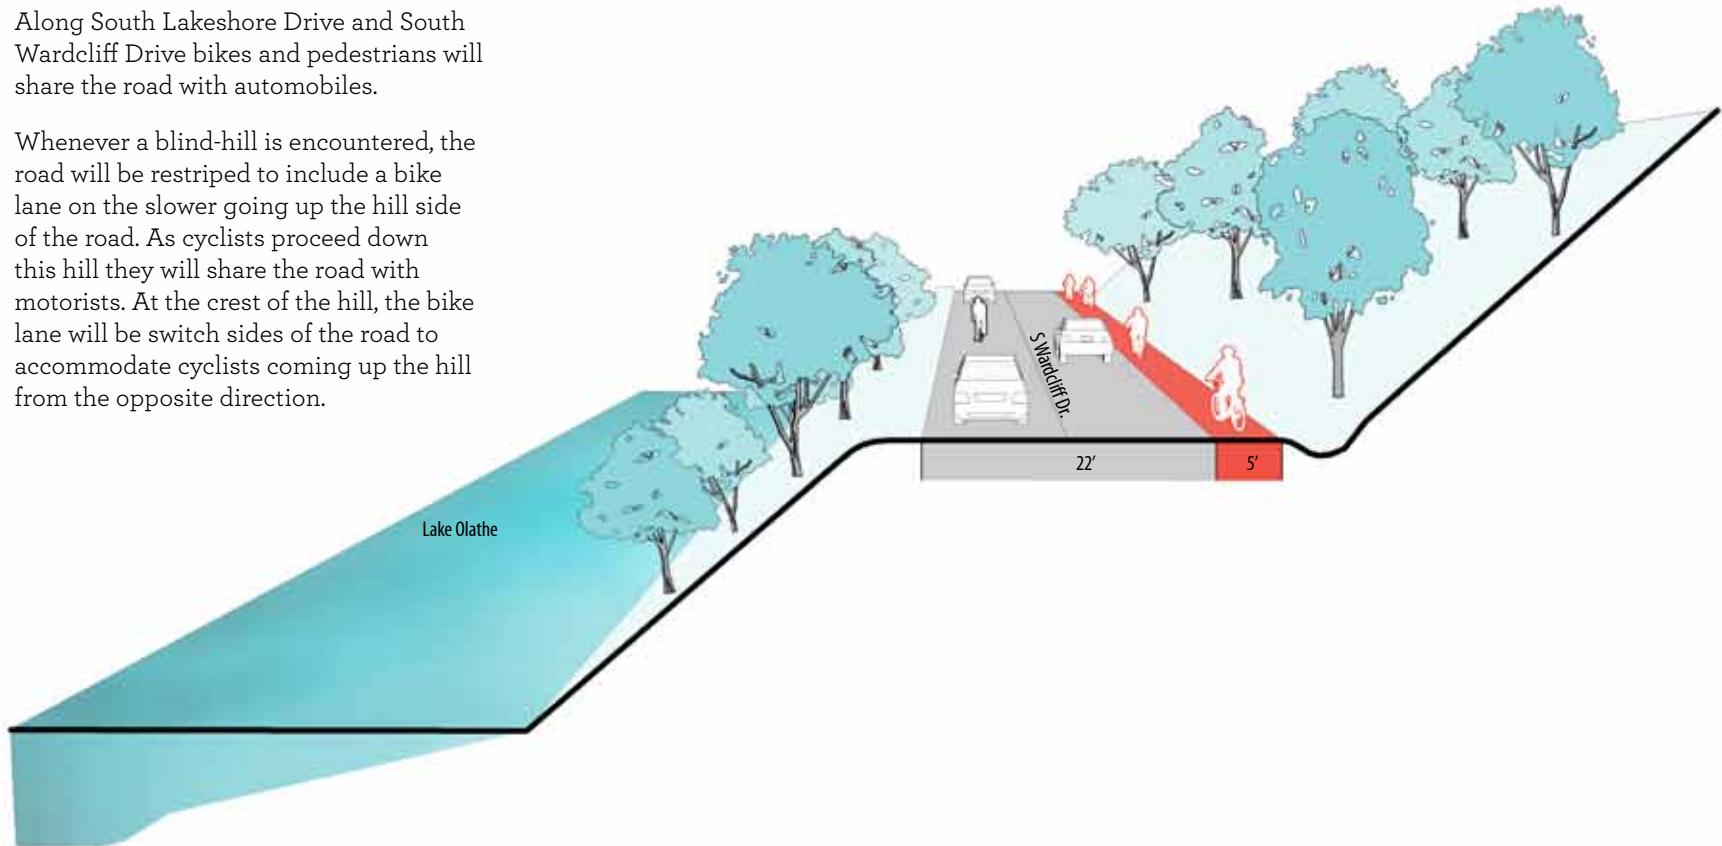 Along South Lakeshore Drive and South
Wardcliff Drive bikes and pedestrians will
share the road with automobiles.
Whenever a blind-hill is encountered, the
road will be restriped to include a bike
lane on the slower going up the hill side
of the road. As cyclists proceed down
this hill they will share the road with
motorists. At the crest of the hill, the bike
lane will be switch sides of the road to
accommodate cyclists coming up the hill
from the opposite direction.
S Wardcliff Dr.
22′
5′
Lake Olathe